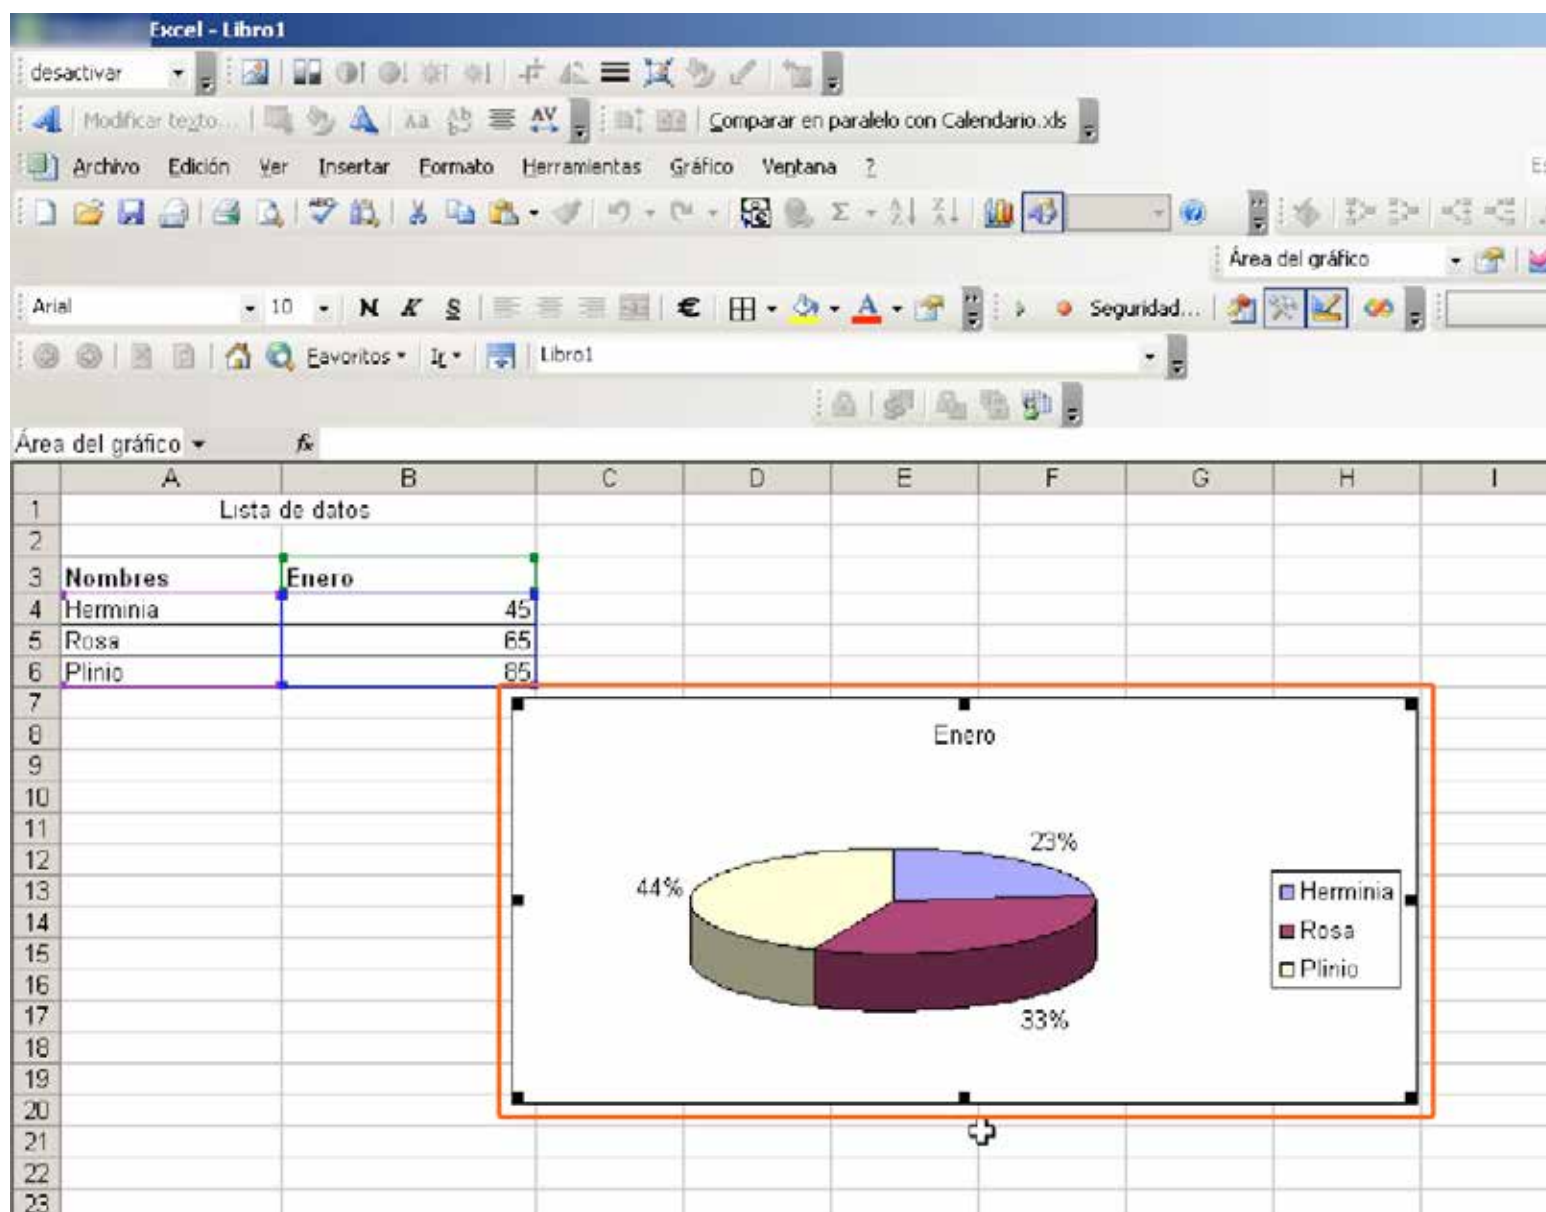 Excel - Libro1
desactivar
Modificar texto... Comparar en paralelo con Calendario.xls
Archivo Edición Ver Insertar Formato Herramientas Gráfico Ventana ?
Área del gráfico
Arial 10 N K S € A Seguridad...
Favoritos Ir Libro1
Área del gráfico fx
A B C D E F G H I
1 Lista de datos
2
3 Nombres Enero
4 Herminia 45
5 Rosa 65
6 Plinio 85
7
8 Enero
9
10
11
12 23%
13 44% Herminia
14
15 Rosa
16 Plinio
17 33%
18
19
20
21
22
23